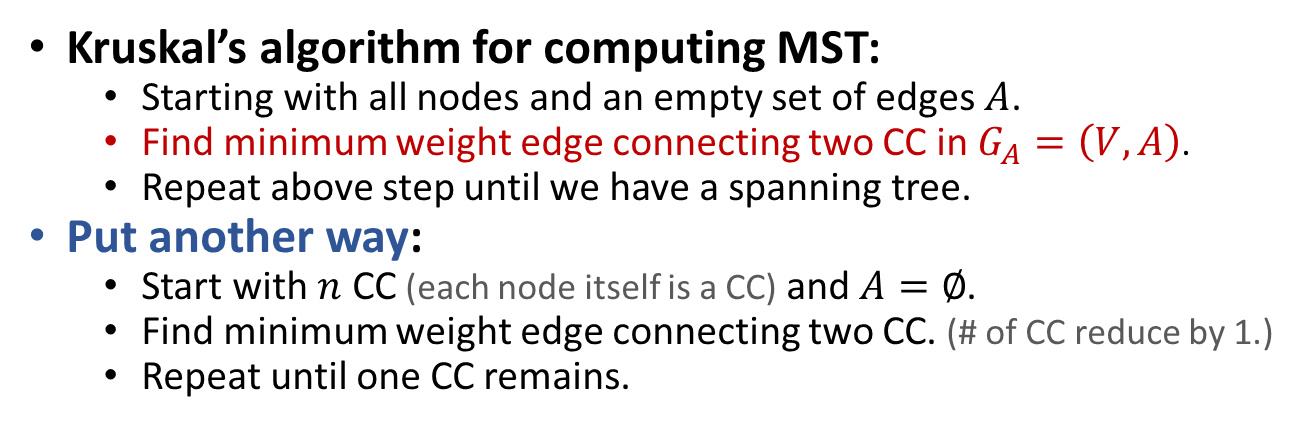 • Kruskal’s algorithm for computing MST:
• Starting with all nodes and an empty set of edges A.
• Find minimum weight edge connecting two CC in G_A = (V, A).
• Repeat above step until we have a spanning tree.
• Put another way:
• Start with n CC (each node itself is a CC) and A = ∅.
• Find minimum weight edge connecting two CC. (# of CC reduce by 1.)
• Repeat until one CC remains.